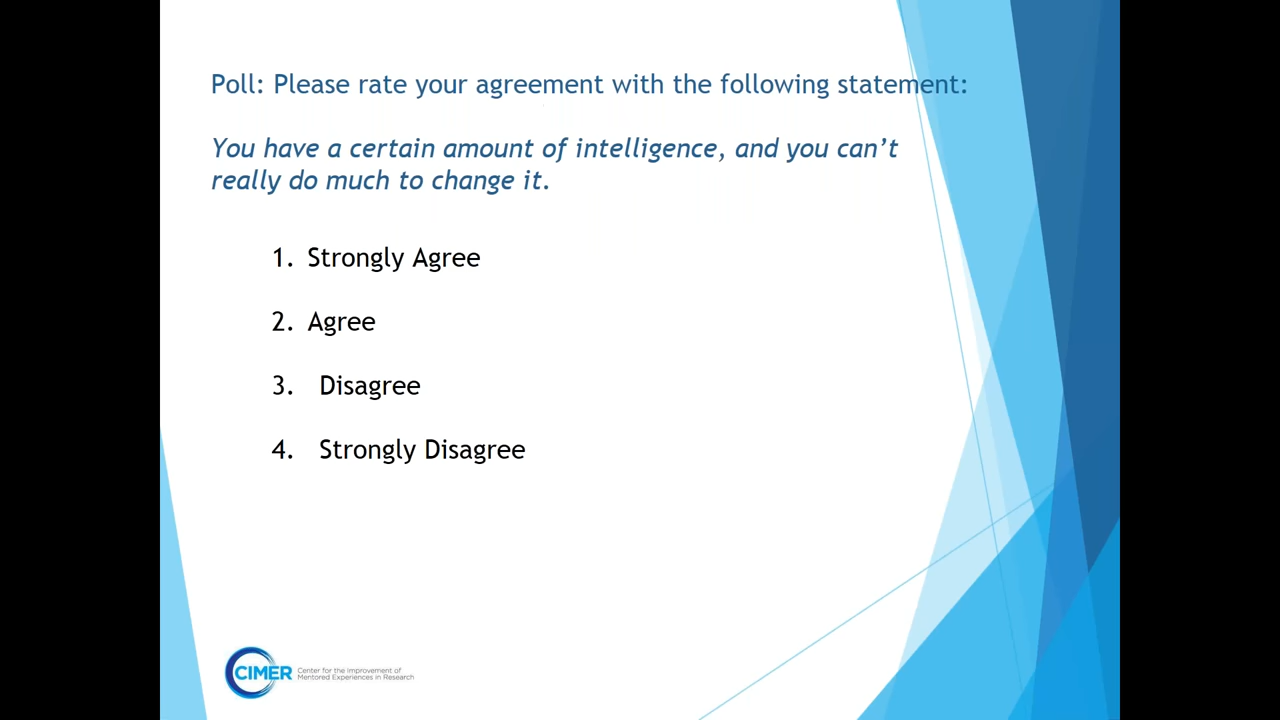 Poll: Please rate your agreement with the following statement:
You have a certain amount of intelligence, and you can’t
really do much to change it.
1. Strongly Agree
2. Agree
3. Disagree
4. Strongly Disagree
CIMER
Center for the Improvement of
Mentored Experiences in Research